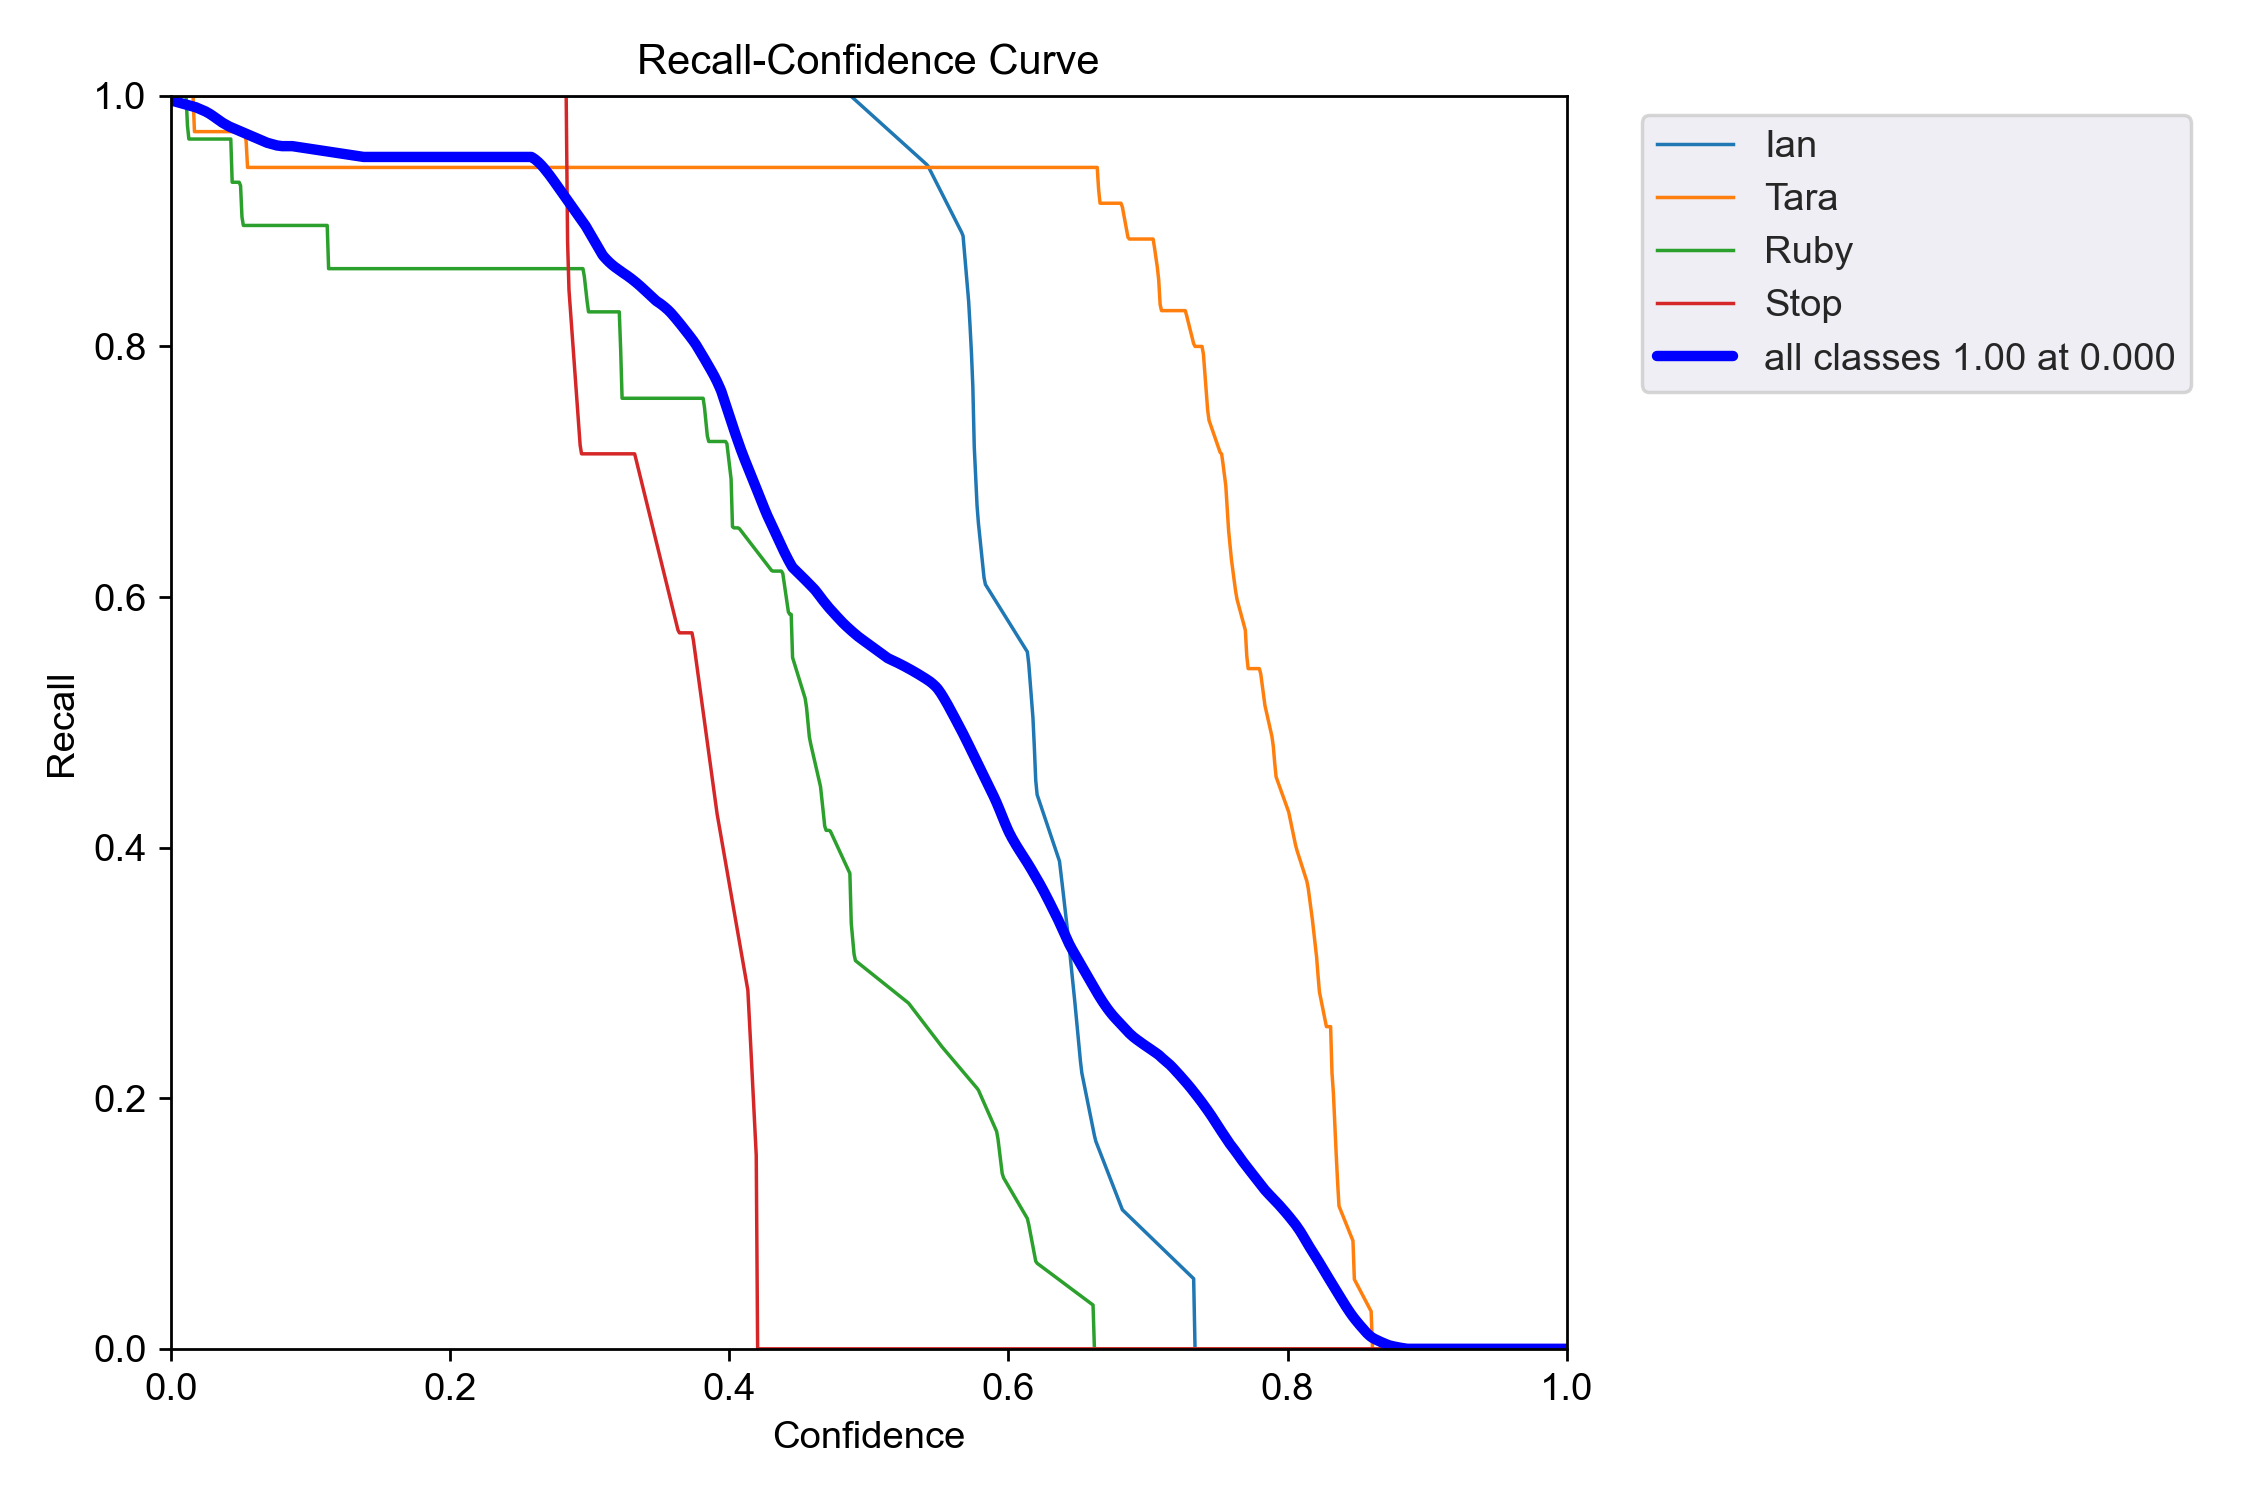 Recall-Confidence Curve
1.0
0.8
0.6
0.4
0.2
0.0
Recall
0.0 0.2 0.4 0.6 0.8 1.0
Confidence
Ian
Tara
Ruby
Stop
all classes 1.00 at 0.000